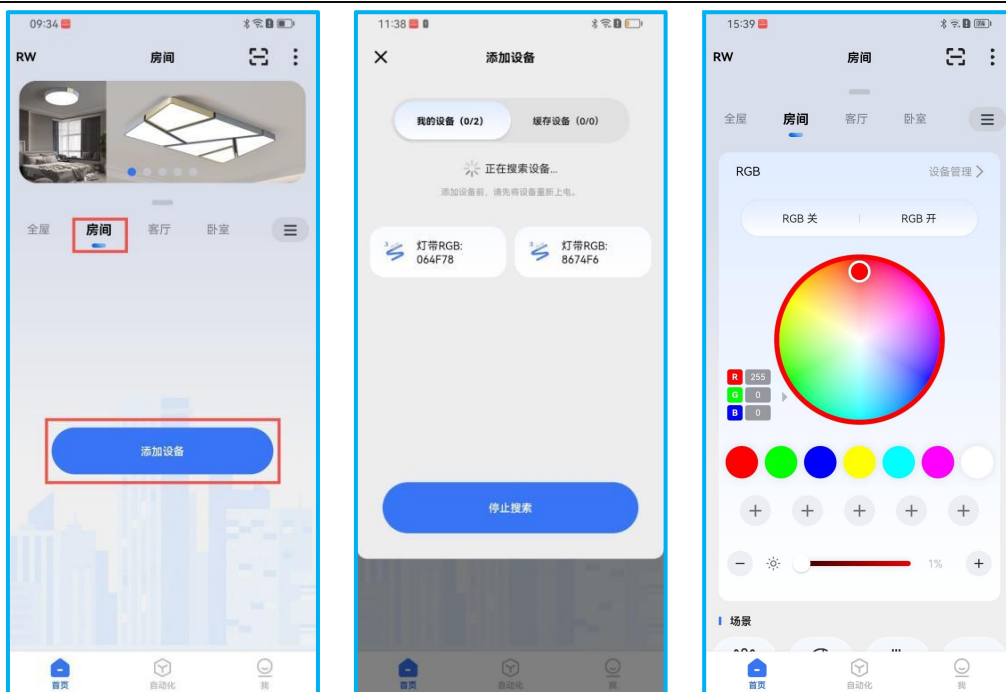 09:34
RW
房间
全屋
房间
客厅
卧室
添加设备
首页
自动化
我
11:38
添加设备
我的设备（0/2）
缓存设备（0/0）
正在搜索设备...
添加设备前，请先将设备重新上电。
灯带RGB:
064F78
灯带RGB:
8674F6
停止搜索
首页
自动化
我
15:39
RW
房间
全屋
房间
客厅
卧室
RGB
设备管理
RGB 关
RGB 开
R 255
G 0
B 0
1%
场景
首页
自动化
我